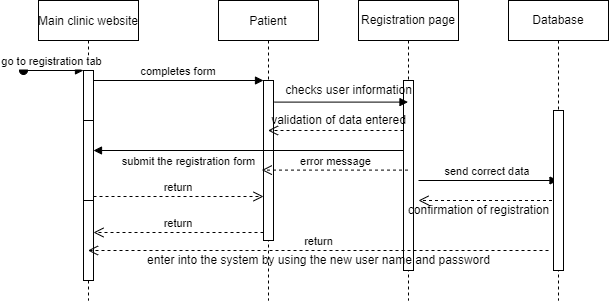 Main clinic website
Patient
Registration page
Database
go to registration tab
completes form
checks user information
validation of data entered
submit the registration form
error message
send correct data
return
confirmation of registration
return
return
enter into the system by using the new user name and password